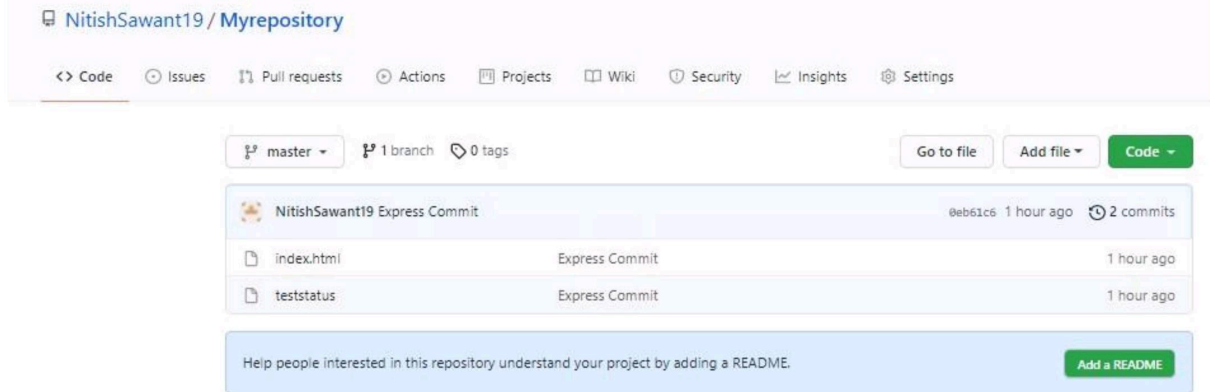 NitishSawant19 / Myrepository
<> Code Issues Pull requests Actions Projects Wiki Security Insights Settings
master 1 branch 0 tags Go to file Add file Code
NitishSawant19 Express Commit 0eb61c6 1 hour ago 2 commits
index.html Express Commit 1 hour ago
teststatus Express Commit 1 hour ago
Help people interested in this repository understand your project by adding a README. Add a README